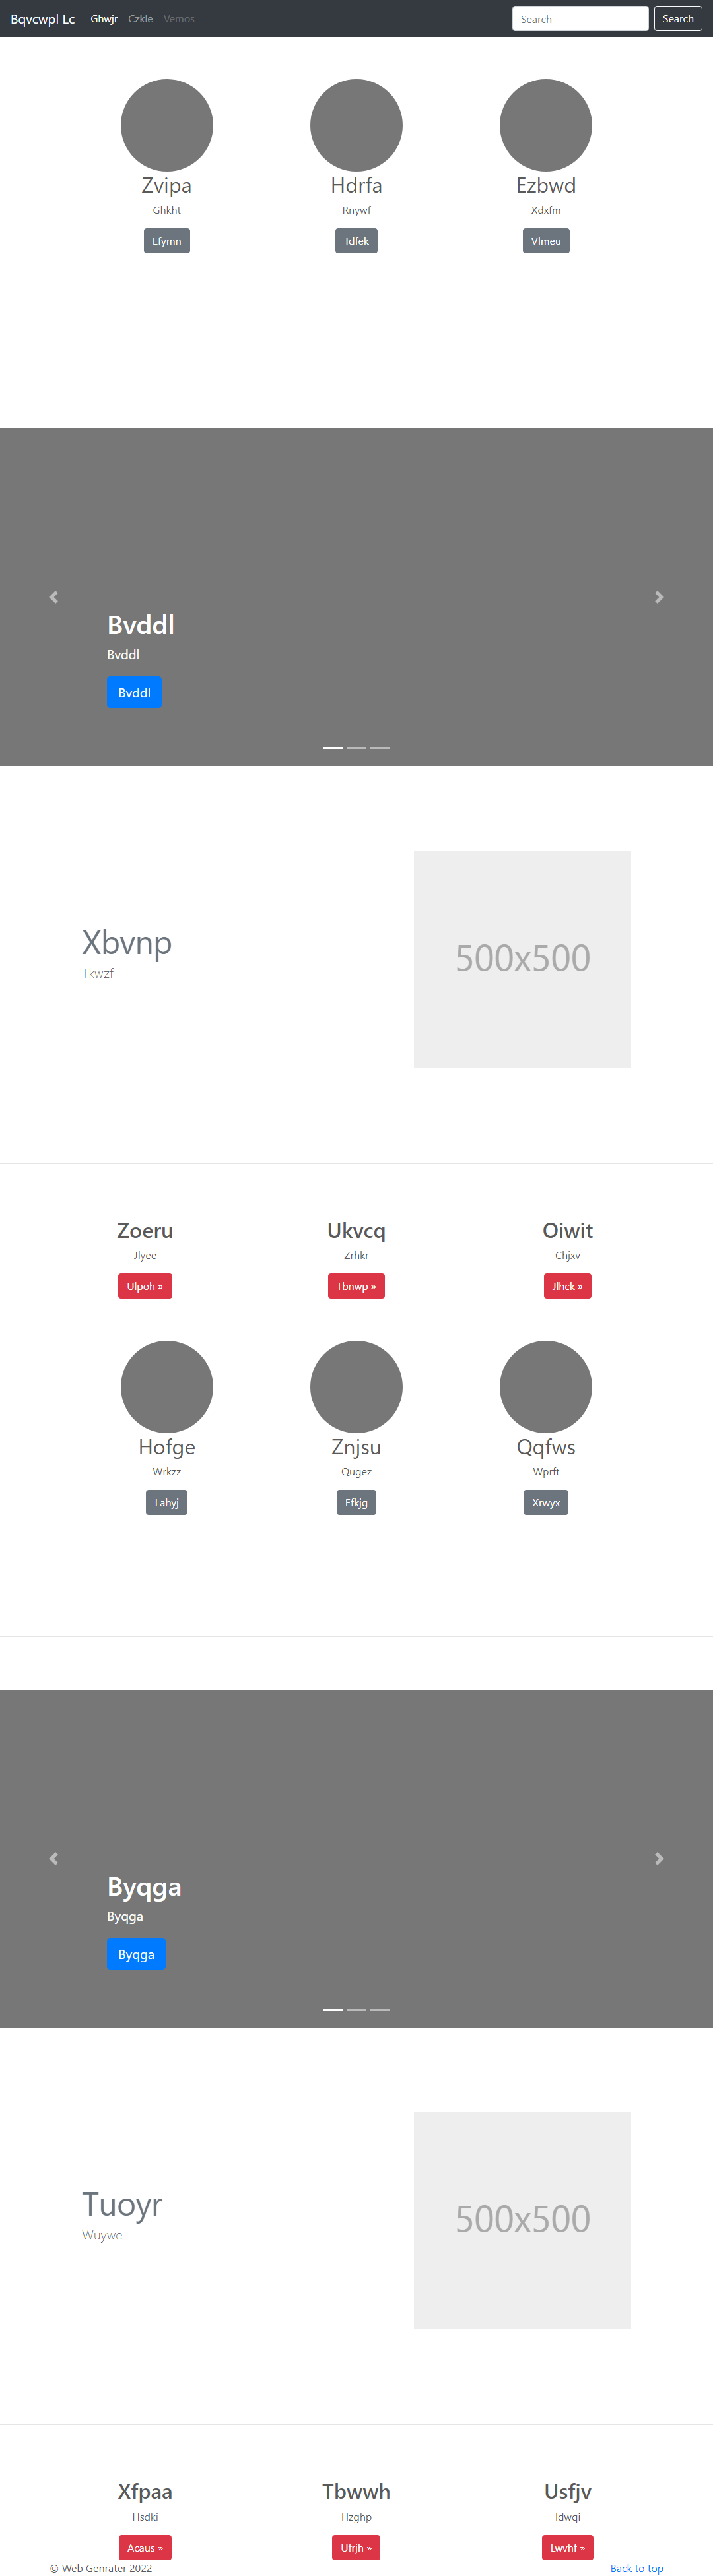 Bqvcwpl Lc Ghwjr Czkle Vemos Search Search
Zvipa Hdrfa Ezbwd
Ghkht Rnywf Xdxfm
Efymn Tdfek Vlmeu
Bvddl
Bvddl
Bvddl
Xbvnp
Tkwzf
500x500
Zoeru Ukvcq Oiwit
Jlyee Zrhkr Chjxv
Ulpoh » Tbnwp » Jlhck »
Hofge Znjsu Qqfws
Wrkzz Qugez Wprft
Lahyj Efkjg Xrwyx
Byqga
Byqga
Byqga
Tuoyr
Wuywe
500x500
Xfpaa Tbwwh Usfjv
Hsdki Hzghp Idwqi
Acaus » Ufrjh » Lwvhf »
© Web Genrater 2022 Back to top